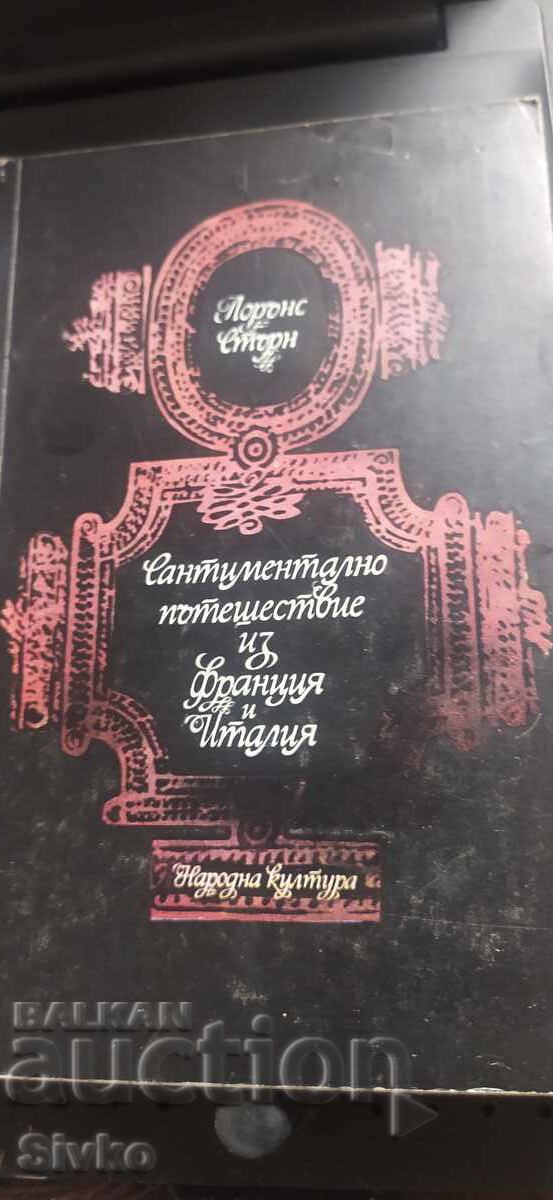 Лорънс
Стърн
Сантиментално
пътешествие
из
Франция
и
Италия
Народна култура
BALKAN
auction
Sivko